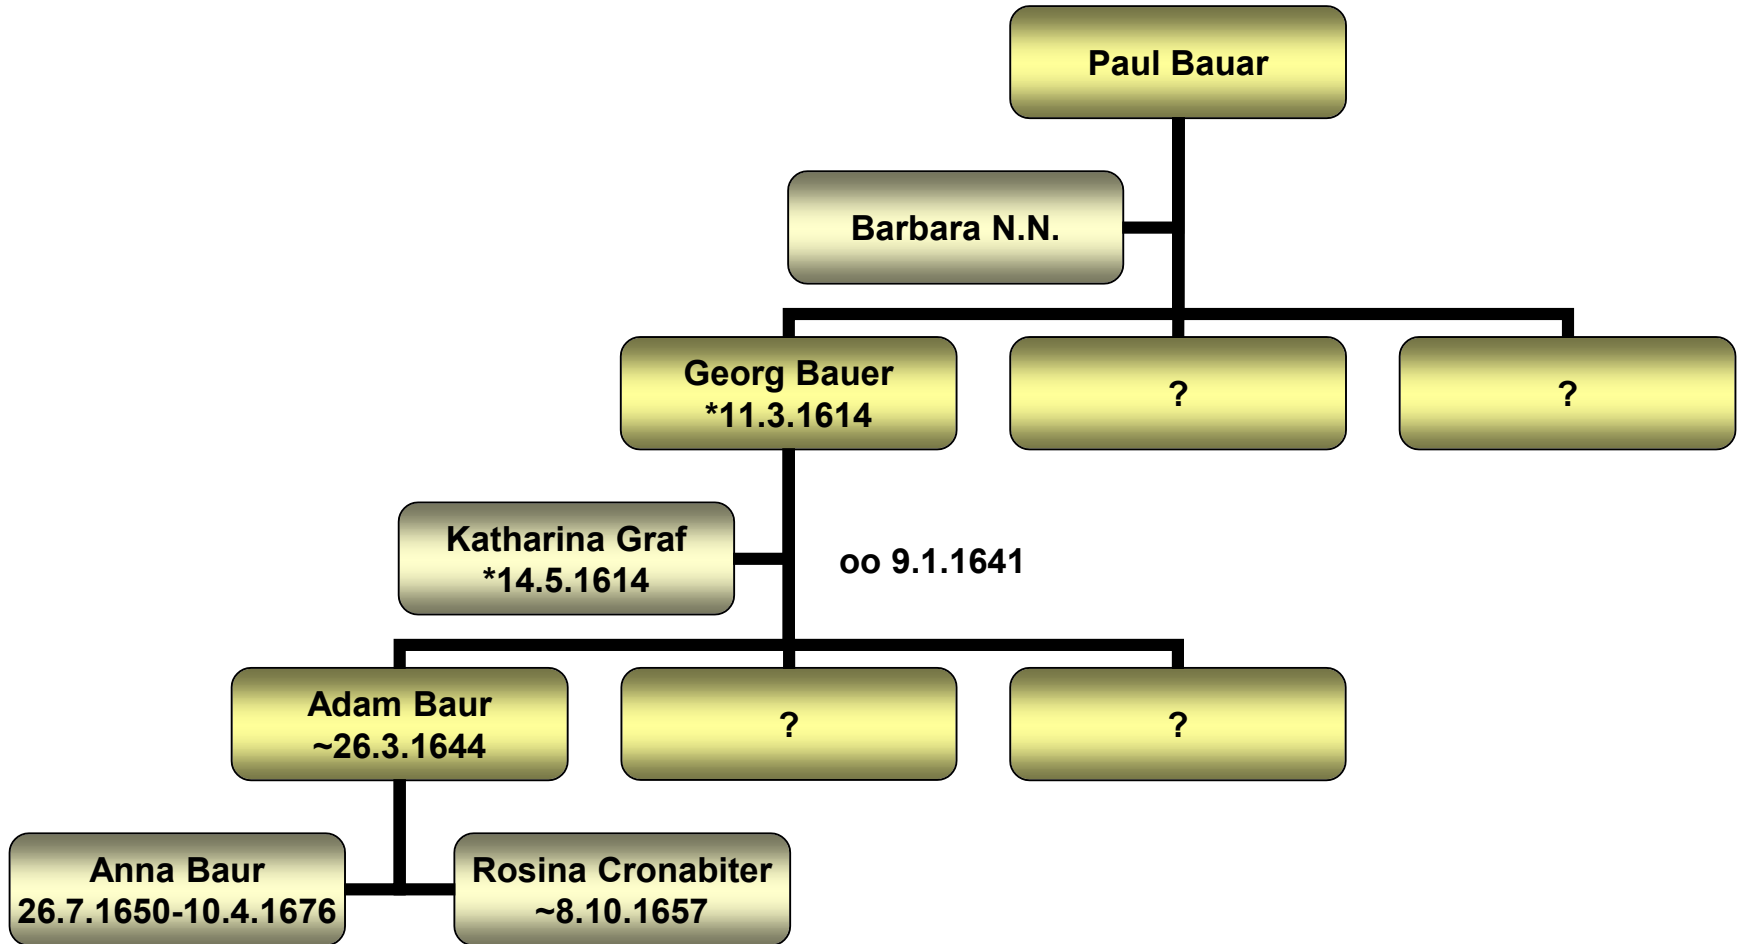 Paul Bauar
Barbara N.N.
Georg Bauer
*11.3.1614
?
?
Katharina Graf
*14.5.1614
oo 9.1.1641
Adam Baur
~26.3.1644
?
?
Anna Baur
26.7.1650-10.4.1676
Rosina Cronabiter
~8.10.1657